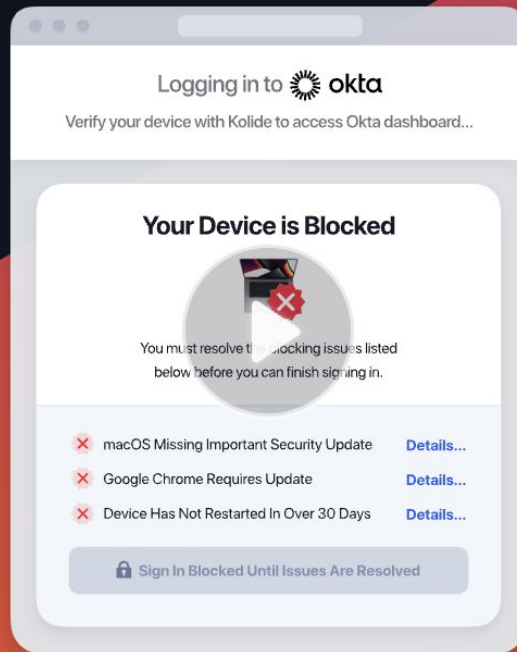 Logging in to okta
Verify your device with Kolide to access Okta dashboard...
Your Device is Blocked
You must resolve the blocking issues listed
below before you can finish signing in.
macOS Missing Important Security Update Details...
Google Chrome Requires Update Details...
Device Has Not Restarted In Over 30 Days Details...
Sign In Blocked Until Issues Are Resolved